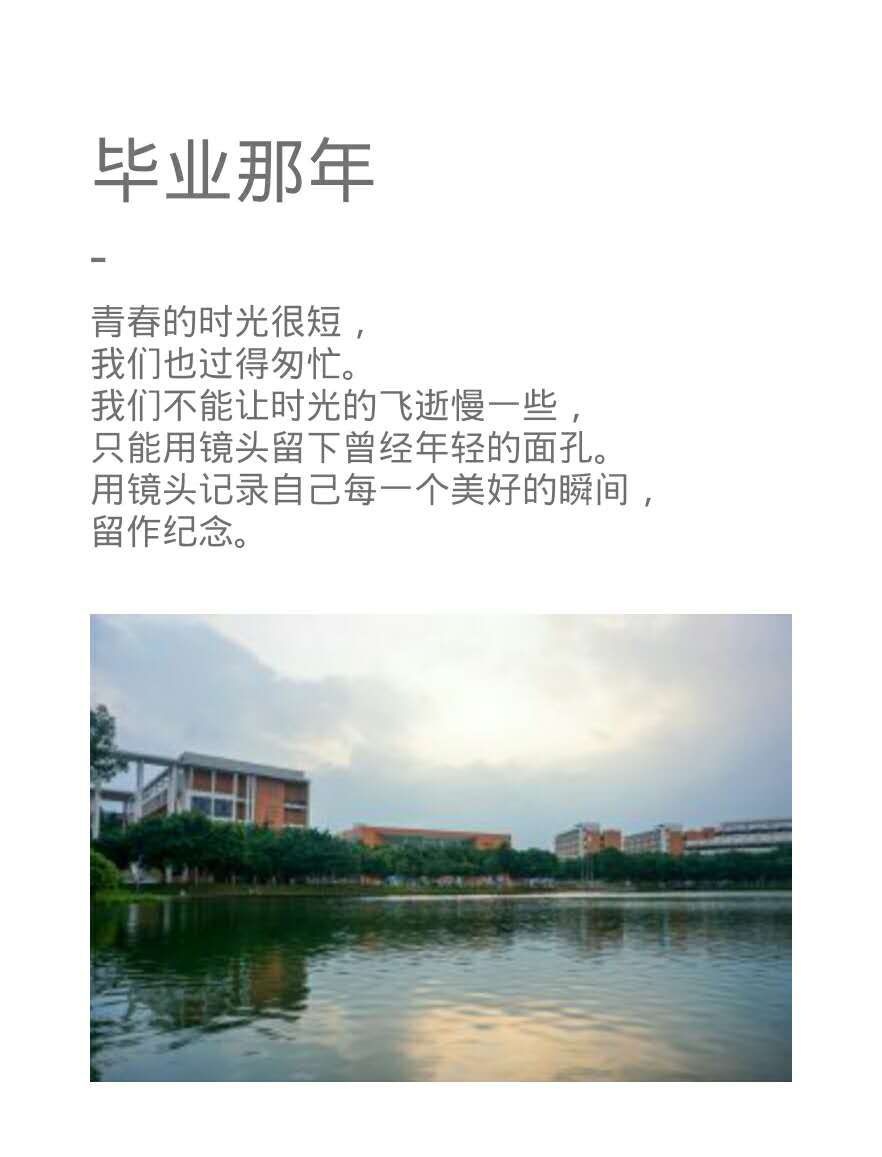 毕业那年
-
青春的时光很短，
我们也过得匆忙。
我们不能让时光的飞逝慢一些，
只能用镜头留下曾经年轻的面孔。
用镜头记录自己每一个美好的瞬间，
留作纪念。